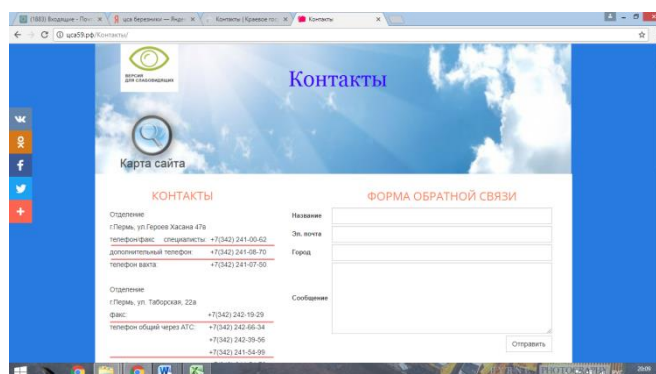 (1883) Входящие - Поч
цса березники — Янд
Контакты (Краевое гос
Контакты
цса59.рф/Контакты/
ВЕРСИЯ
ДЛЯ СЛАБОВИДЯЩИХ
Контакты
Карта сайта
КОНТАКТЫ
Отделение
г.Пермь, ул.Героев Хасана 47в
телефон/факс специалисты: +7(342) 241-00-62
дополнительный телефон: +7(342) 241-08-70
телефон вахта: +7(342) 241-07-50
Отделение
г.Пермь, ул. Таборская, 22а
факс: +7(342) 242-19-29
телефон общий через АТС: +7(342) 242-66-34
+7(342) 242-39-56
+7(342) 241-54-99
ФОРМА ОБРАТНОЙ СВЯЗИ
Название
Эл. почта
Город
Сообщение
Отправить
PHOTOGRAPHY
20:09